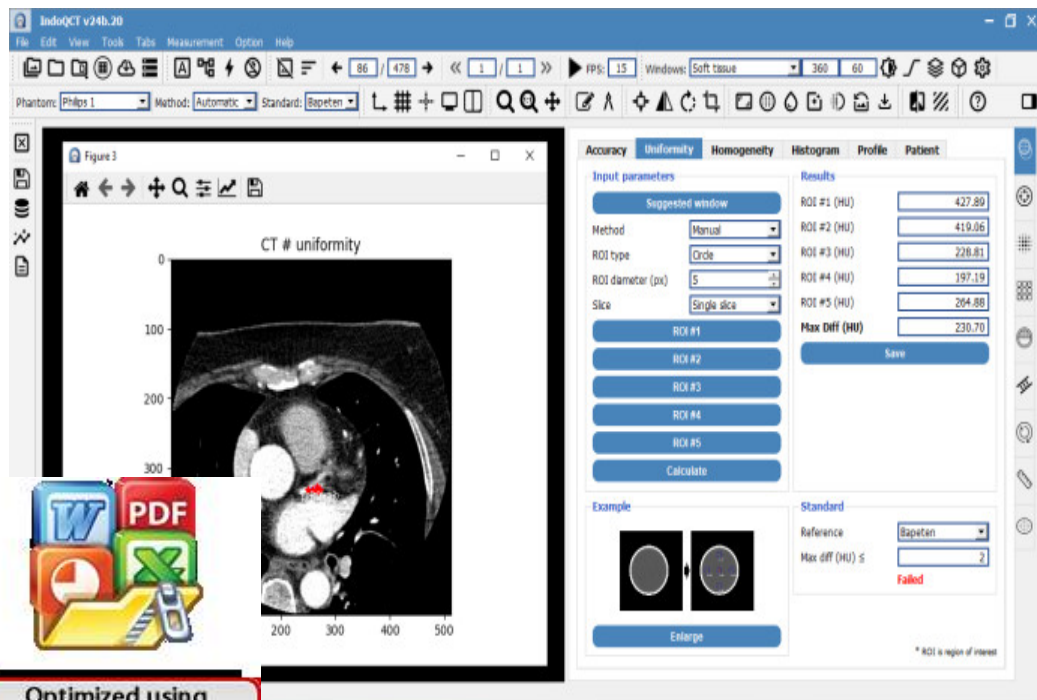 IndoQCT v24b.20
File Edit View Tools Tabs Measurement Option Help
86 / 478 1 / 1 FPS: 15 Windows: Soft tissue 360 60
Phantom: Philips 1 Method: Automatic Standard: Bapeten
Figure 3
CT # uniformity
0
100
200
300
200 300 400 500
W PDF
X
Optimized using
Accuracy Uniformity Homogeneity Histogram Profile Patient
Input parameters
Suggested window
Method Manual
ROI type Circle
ROI diameter (px) 5
Slice Single slice
ROI #1
ROI #2
ROI #3
ROI #4
ROI #5
Calculate
Results
ROI #1 (HU) 427.89
ROI #2 (HU) 419.06
ROI #3 (HU) 228.81
ROI #4 (HU) 197.19
ROI #5 (HU) 264.88
Max Diff (HU) 230.70
Save
Example
Enlarge
Standard
Reference Bapeten
Max diff (HU) ≤ 2
Failed
* ROI is region of interest